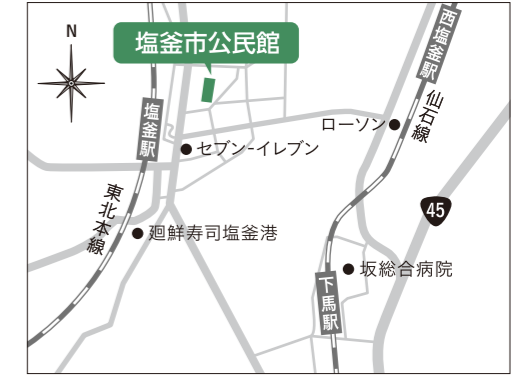 N
塩釜市公民館
西塩釜駅
仙石線
塩釜駅
ローソン
セブン-イレブン
東北本線
45
廻鮮寿司塩釜港
坂総合病院
下馬駅